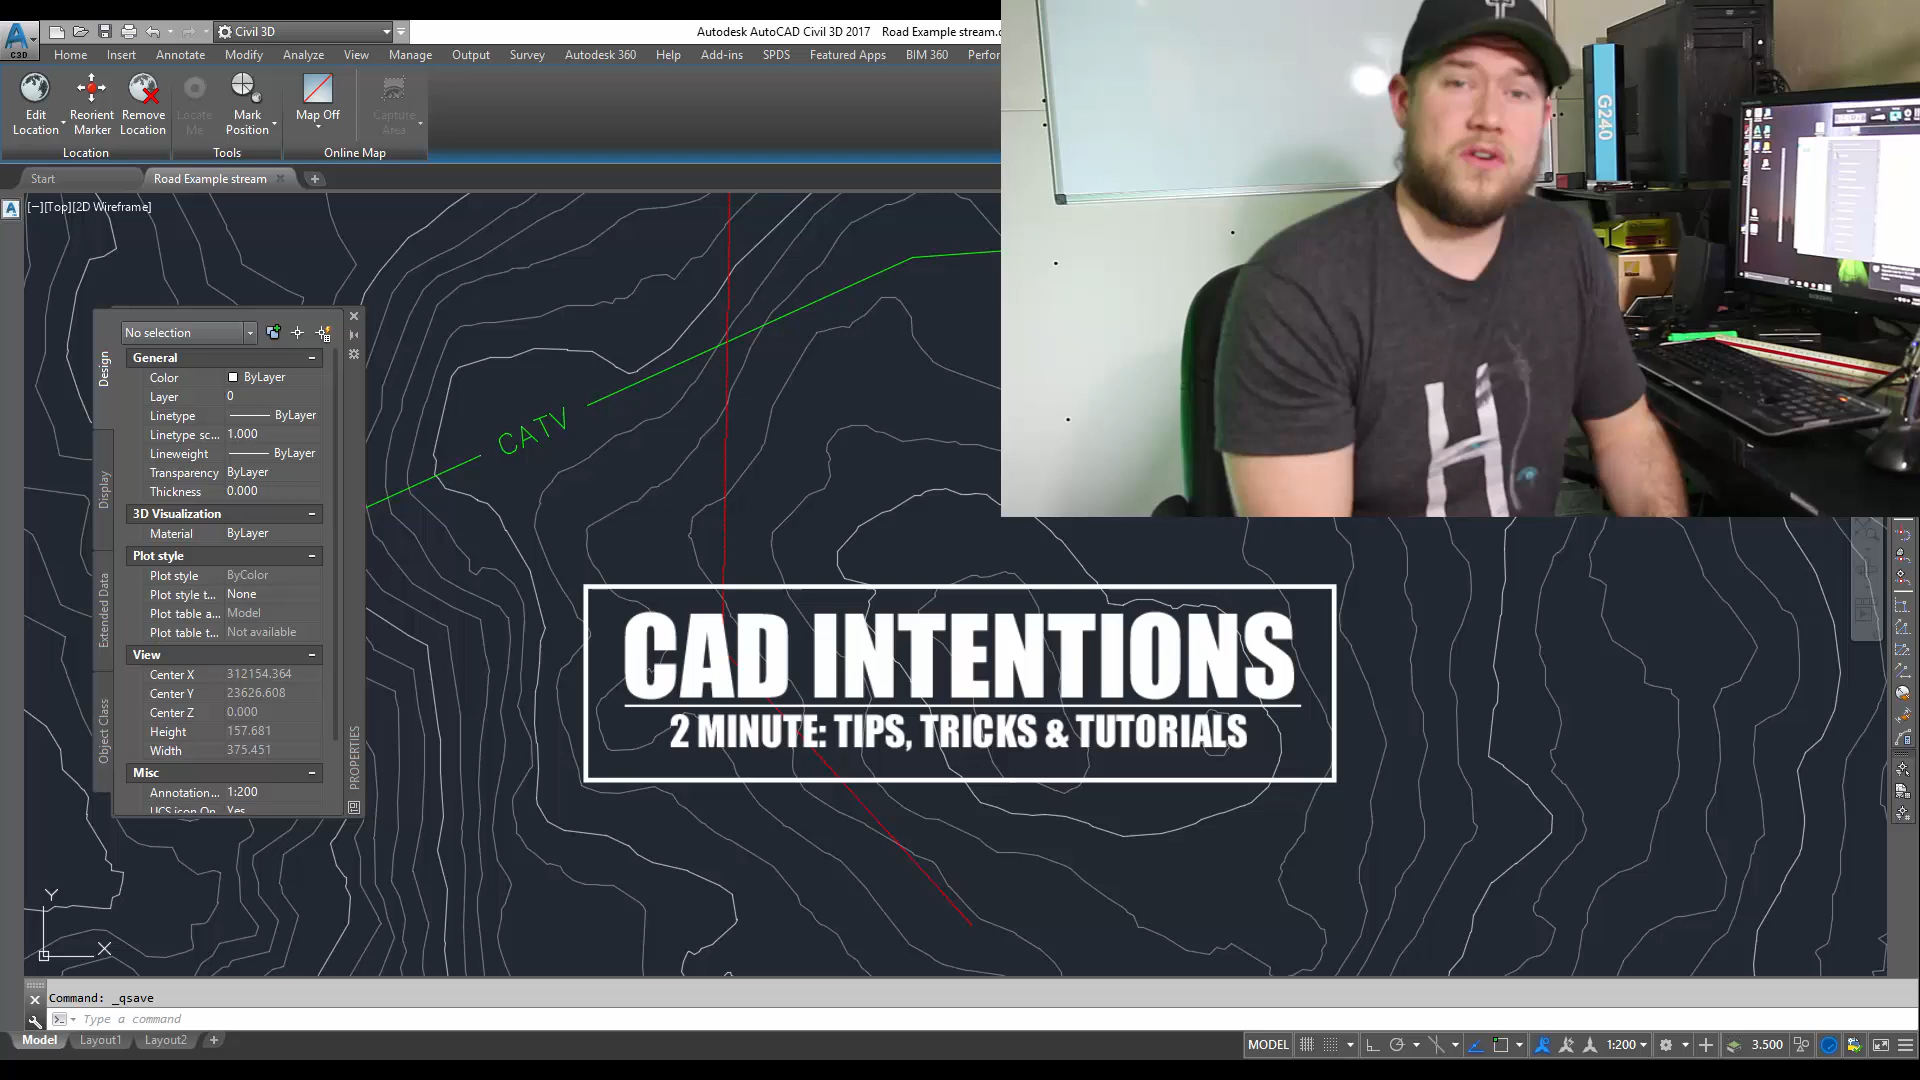 Civil 3D
Autodesk AutoCAD Civil 3D 2017 Road Example stream.d
C3D
Home Insert Annotate Modify Analyze View Manage Output Survey Autodesk 360 Help Add-ins SPDS Featured Apps BIM 360 Perfor
Edit Location
Reorient Marker
Remove Location
Locate Me
Mark Position
Map Off
Capture Area
Location
Tools
Online Map
Start
Road Example stream
[−][Top][2D Wireframe]
G240
CATV
H
No selection
Design
Display
Extended Data
Object Class
PROPERTIES
General
Color ByLayer
Layer 0
Linetype ByLayer
Linetype sc... 1.000
Lineweight ByLayer
Transparency ByLayer
Thickness 0.000
3D Visualization
Material ByLayer
Plot style
Plot style ByColor
Plot style t... None
Plot table a... Model
Plot table t... Not available
View
Center X 312154.364
Center Y 23626.608
Center Z 0.000
Height 157.681
Width 375.451
Misc
Annotation... 1:200
UCS icon On Yes
CAD INTENTIONS
2 MINUTE: TIPS, TRICKS & TUTORIALS
Y
X
Command: _qsave
Type a command
Model Layout1 Layout2
MODEL 1:200 3.500